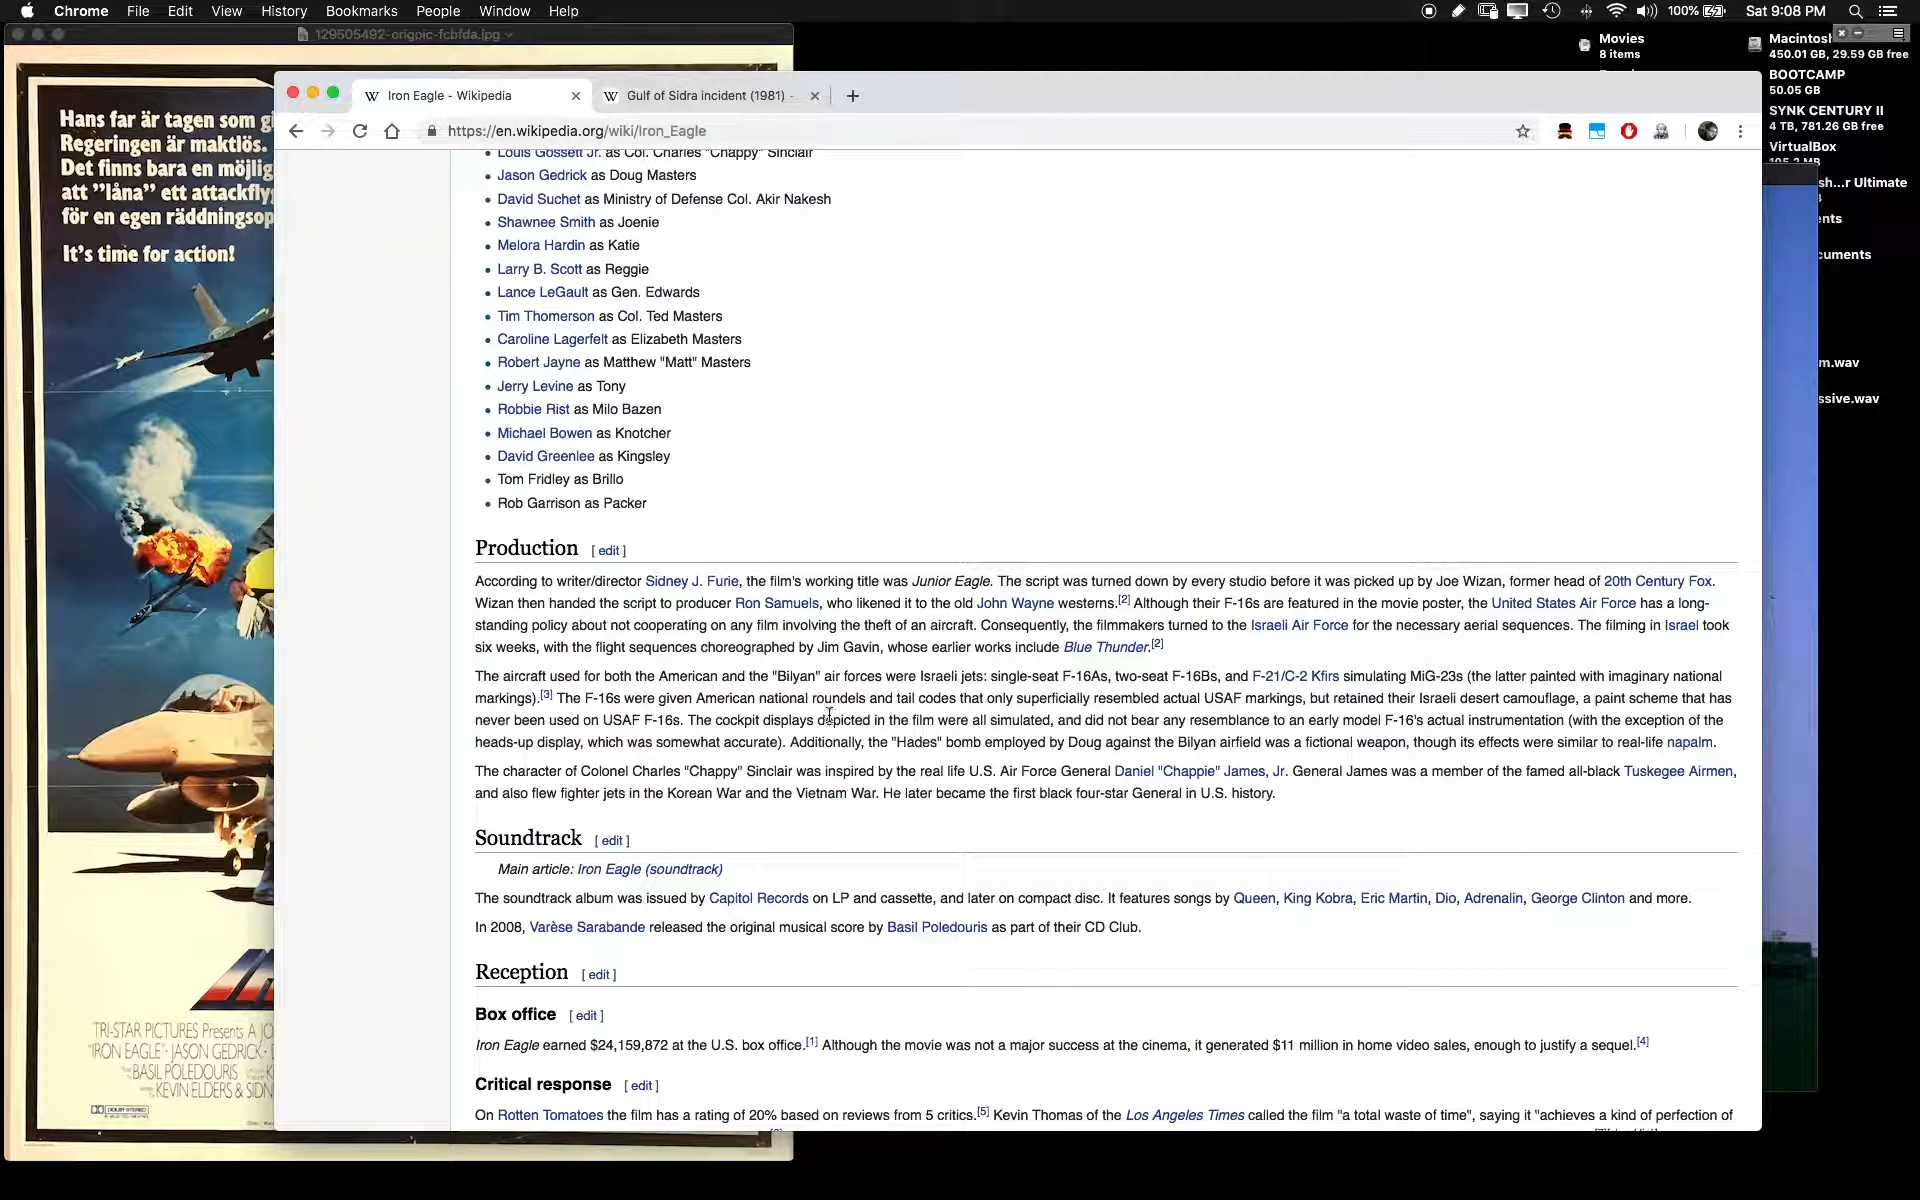 Chrome File Edit View History Bookmarks People Window Help
100% Sat 9:08 PM
129505492-origpic-fcbfda.jpg
Movies
8 items
450.01 GB, 29.59 GB free
BOOTCAMP
50.05 GB
SYNK CENTURY II
4 TB, 781.26 GB free
VirtualBox
sh...r Ultimate
Hans far är tagen som
Regeringen är maktlös.
Det finns bara en
att ”låna” ett
för en egen
It's time for action!
TRI-STAR PICTURES Presents A
"IRON EAGLE" · JASON GEDRICK ·
BASIL POLEDOURIS
KEVIN ELDERS &
DOLBY STEREO
Iron Eagle - Wikipedia
Gulf of Sidra incident (1981) -
https://en.wikipedia.org/wiki/Iron_Eagle
Louis Gossett Jr. as Col. Charles "Chappy" Sinclair
Jason Gedrick as Doug Masters
David Suchet as Ministry of Defense Col. Akir Nakesh
Shawnee Smith as Joenie
Melora Hardin as Katie
Larry B. Scott as Reggie
Lance LeGault as Gen. Edwards
Tim Thomerson as Col. Ted Masters
Caroline Lagerfelt as Elizabeth Masters
Robert Jayne as Matthew "Matt" Masters
Jerry Levine as Tony
Robbie Rist as Milo Bazen
Michael Bowen as Knotcher
David Greenlee as Kingsley
Tom Fridley as Brillo
Rob Garrison as Packer
Production [ edit ]
According to writer/director Sidney J. Furie, the film's working title was Junior Eagle. The script was turned down by every studio before it was picked up by Joe Wizan, former head of 20th Century Fox.
Wizan then handed the script to producer Ron Samuels, who likened it to the old John Wayne westerns.[2] Although their F-16s are featured in the movie poster, the United States Air Force has a long-
standing policy about not cooperating on any film involving the theft of an aircraft. Consequently, the filmmakers turned to the Israeli Air Force for the necessary aerial sequences. The filming in Israel took
six weeks, with the flight sequences choreographed by Jim Gavin, whose earlier works include Blue Thunder.[2]
The aircraft used for both the American and the "Bilyan" air forces were Israeli jets: single-seat F-16As, two-seat F-16Bs, and F-21/C-2 Kfirs simulating MiG-23s (the latter painted with imaginary national
markings).[3] The F-16s were given American national roundels and tail codes that only superficially resembled actual USAF markings, but retained their Israeli desert camouflage, a paint scheme that has
never been used on USAF F-16s. The cockpit displays depicted in the film were all simulated, and did not bear any resemblance to an early model F-16's actual instrumentation (with the exception of the
heads-up display, which was somewhat accurate). Additionally, the "Hades" bomb employed by Doug against the Bilyan airfield was a fictional weapon, though its effects were similar to real-life napalm.
The character of Colonel Charles "Chappy" Sinclair was inspired by the real life U.S. Air Force General Daniel "Chappie" James, Jr. General James was a member of the famed all-black Tuskegee Airmen,
and also flew fighter jets in the Korean War and the Vietnam War. He later became the first black four-star General in U.S. history.
Soundtrack [ edit ]
Main article: Iron Eagle (soundtrack)
The soundtrack album was issued by Capitol Records on LP and cassette, and later on compact disc. It features songs by Queen, King Kobra, Eric Martin, Dio, Adrenalin, George Clinton and more.
In 2008, Varèse Sarabande released the original musical score by Basil Poledouris as part of their CD Club.
Reception [ edit ]
Box office [ edit ]
Iron Eagle earned $24,159,872 at the U.S. box office.[1] Although the movie was not a major success at the cinema, it generated $11 million in home video sales, enough to justify a sequel.[4]
Critical response [ edit ]
On Rotten Tomatoes the film has a rating of 20% based on reviews from 5 critics.[5] Kevin Thomas of the Los Angeles Times called the film "a total waste of time", saying it "achieves a kind of perfection of